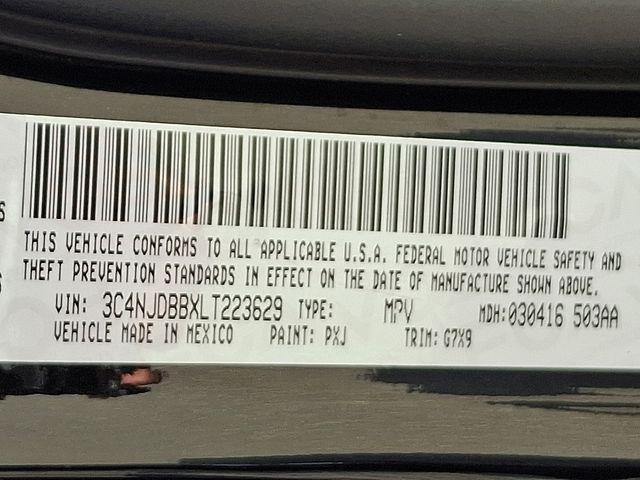 THIS VEHICLE CONFORMS TO ALL APPLICABLE U.S.A. FEDERAL MOTOR VEHICLE SAFETY AND
THEFT PREVENTION STANDARDS IN EFFECT ON THE DATE OF MANUFACTURE SHOWN ABOVE.
VIN: 3C4NJDBBXLT223629 TYPE: MPV MDH:030416 503AA
VEHICLE MADE IN MEXICO PAINT: PXJ TRIM: G7X9